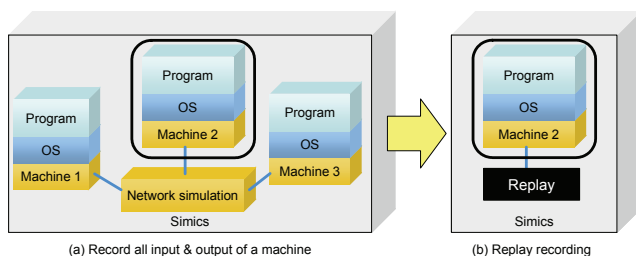 Program
OS
Machine 1
Program
OS
Machine 2
Program
OS
Machine 3
Network simulation
Simics
(a) Record all input & output of a machine
Program
OS
Machine 2
Replay
Simics
(b) Replay recording